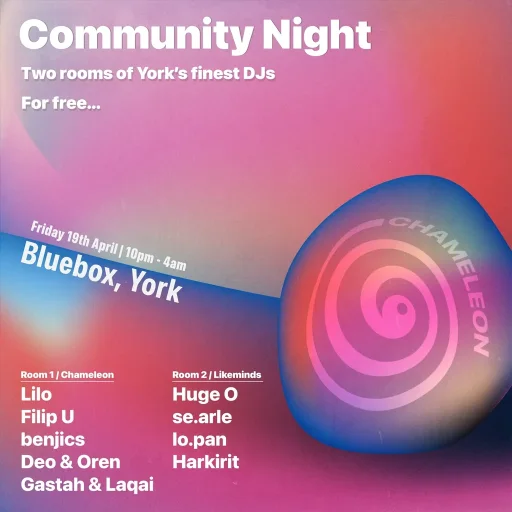 Community Night
Two rooms of York's finest DJs
For free...
Friday 19th April | 10pm - 4am
Bluebox, York
CHAMELEON
Room 1 / Chameleon
Lilo
Filip U
benjics
Deo & Oren
Gastah & Laqai
Room 2 / Likeminds
Huge O
se.arle
lo.pan
Harkirit